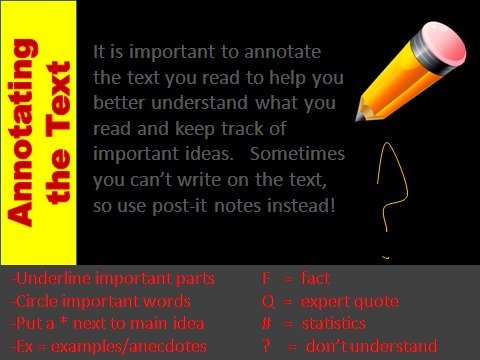 Annotating
the Text
It is important to annotate
the text you read to help you
better understand what you
read and keep track of
important ideas.   Sometimes
you can't write on the text,
so use post-it notes instead!
-Underline important parts
-Circle important words
-Put a * next to main idea
-Ex = examples/anecdotes
F = fact
Q = expert quote
# = statistics
? = don't understand